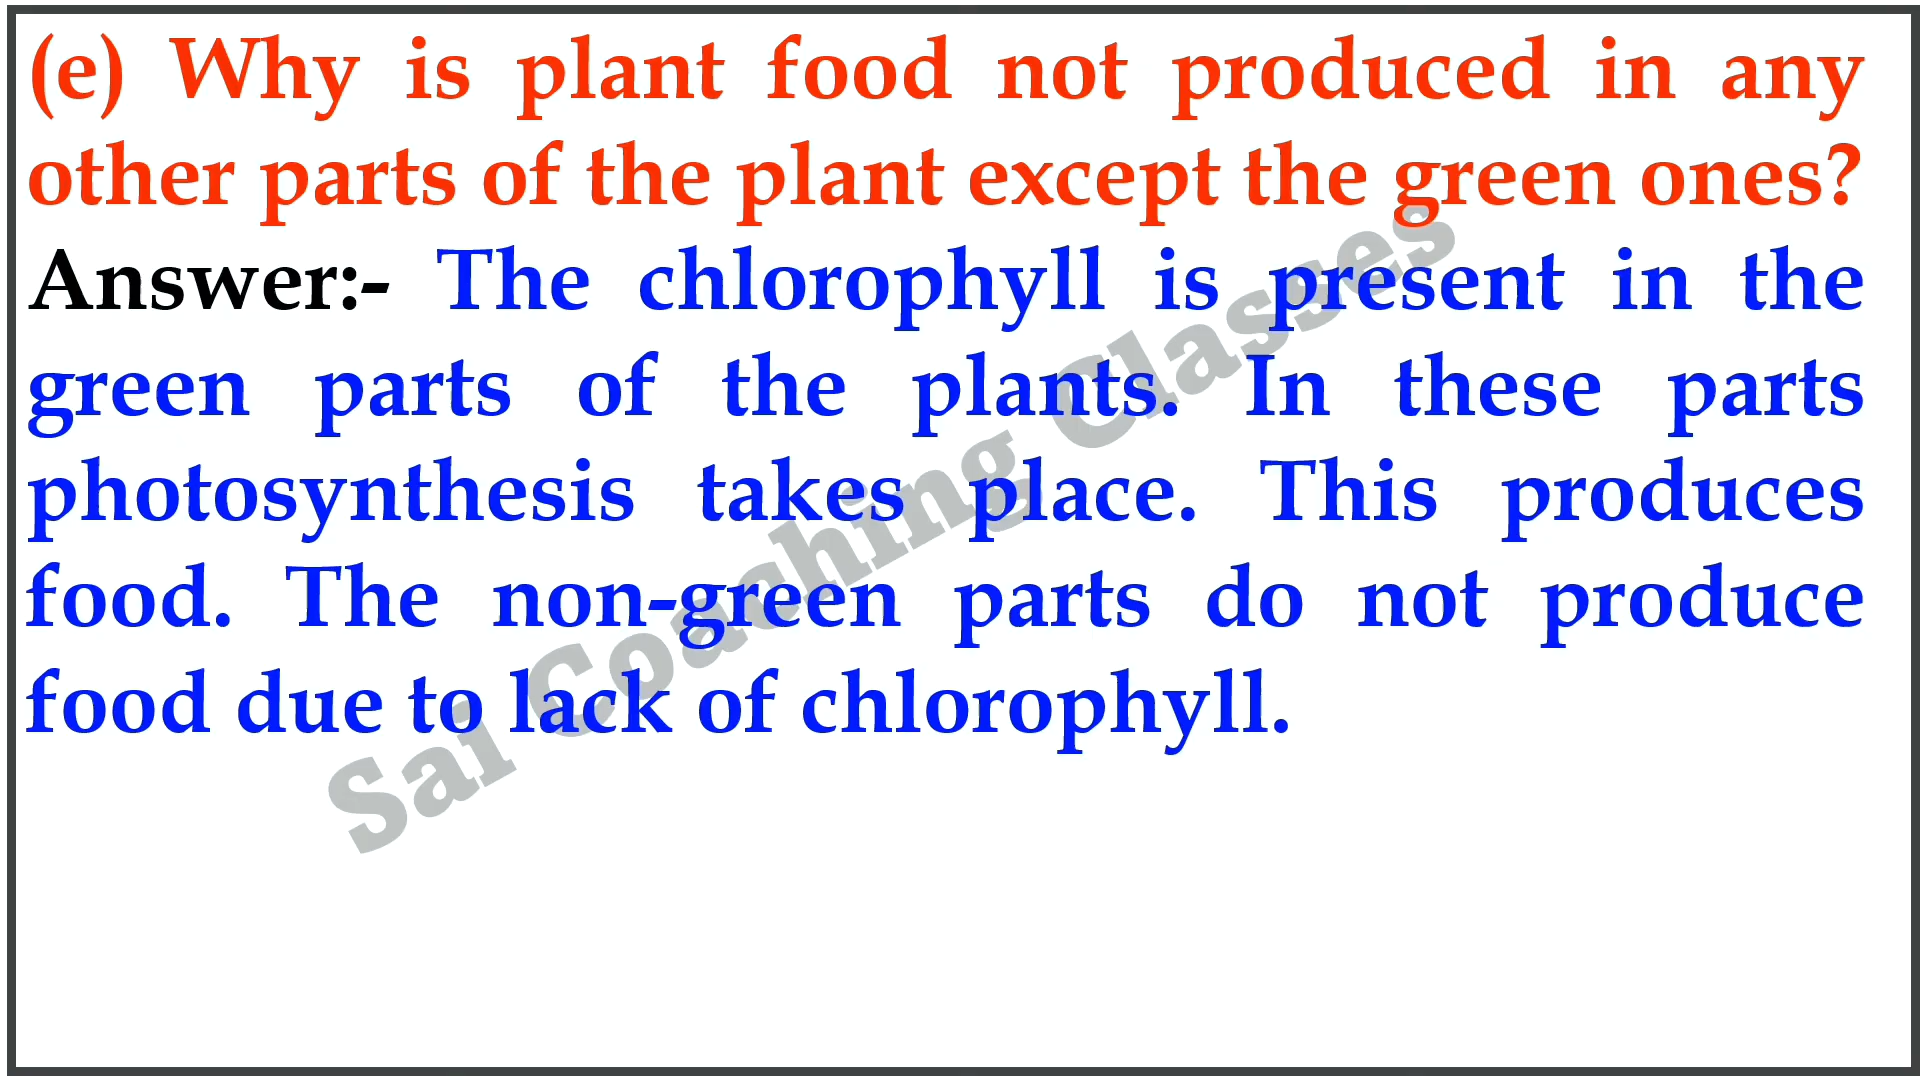 (e) Why is plant food not produced in any
other parts of the plant except the green ones?
Answer:- The chlorophyll is present in the
green parts of the plants. In these parts
photosynthesis takes place. This produces
food. The non-green parts do not produce
food due to lack of chlorophyll.
Sai Coaching Classes